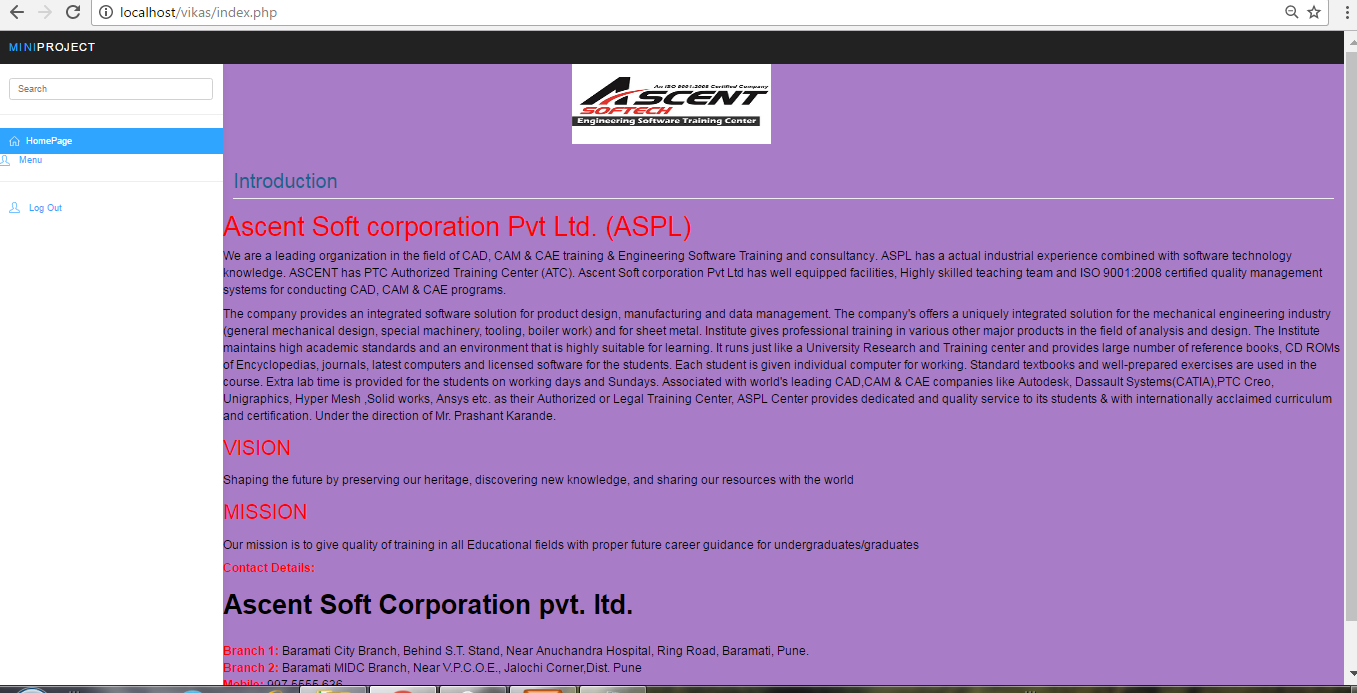 localhost/vikas/index.php
MINIPROJECT
Search
HomePage
Menu
Log Out
An ISO 9001:2008 Certified Company
ASCENT
SOFTECH
Engineering Software Training Center
Introduction
Ascent Soft corporation Pvt Ltd. (ASPL)
We are a leading organization in the field of CAD, CAM & CAE training & Engineering Software Training and consultancy. ASPL has a actual industrial experience combined with software technology
knowledge. ASCENT has PTC Authorized Training Center (ATC). Ascent Soft corporation Pvt Ltd has well equipped facilities, Highly skilled teaching team and ISO 9001:2008 certified quality management
systems for conducting CAD, CAM & CAE programs.
The company provides an integrated software solution for product design, manufacturing and data management. The company's offers a uniquely integrated solution for the mechanical engineering industry
(general mechanical design, special machinery, tooling, boiler work) and for sheet metal. Institute gives professional training in various other major products in the field of analysis and design. The Institute
maintains high academic standards and an environment that is highly suitable for learning. It runs just like a University Research and Training center and provides large number of reference books, CD ROMs
of Encyclopedias, journals, latest computers and licensed software for the students. Each student is given individual computer for working. Standard textbooks and well-prepared exercises are used in the
course. Extra lab time is provided for the students on working days and Sundays. Associated with world's leading CAD,CAM & CAE companies like Autodesk, Dassault Systems(CATIA),PTC Creo,
Unigraphics, Hyper Mesh ,Solid works, Ansys etc. as their Authorized or Legal Training Center, ASPL Center provides dedicated and quality service to its students & with internationally acclaimed curriculum
and certification. Under the direction of Mr. Prashant Karande.
VISION
Shaping the future by preserving our heritage, discovering new knowledge, and sharing our resources with the world
MISSION
Our mission is to give quality of training in all Educational fields with proper future career guidance for undergraduates/graduates
Contact Details:
Ascent Soft Corporation pvt. ltd.
Branch 1: Baramati City Branch, Behind S.T. Stand, Near Anuchandra Hospital, Ring Road, Baramati, Pune.
Branch 2: Baramati MIDC Branch, Near V.P.C.O.E., Jalochi Corner,Dist. Pune
Mobile: 907 5555 636